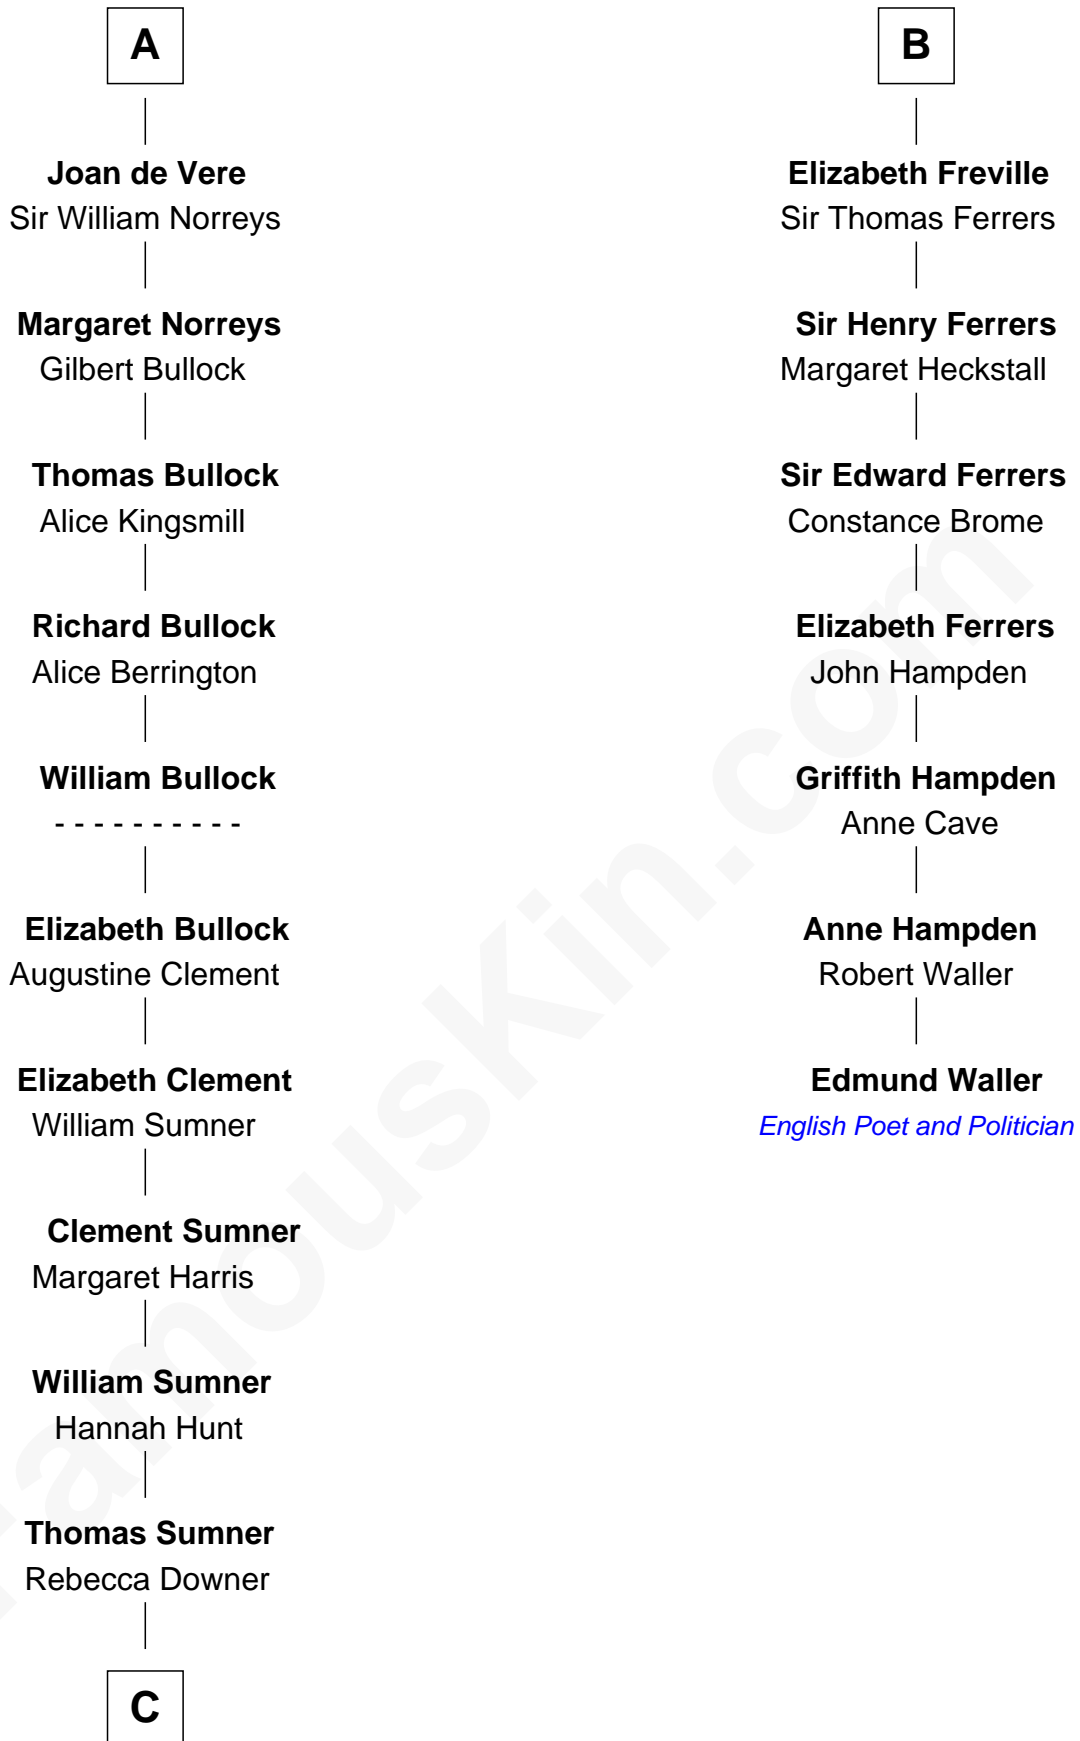 A
Joan de Vere
Sir William Norreys
Margaret Norreys
Gilbert Bullock
Thomas Bullock
Alice Kingsmill
Richard Bullock
Alice Berrington
William Bullock
- - - - - - - - - -
Elizabeth Bullock
Augustine Clement
Elizabeth Clement
William Sumner
Clement Sumner
Margaret Harris
William Sumner
Hannah Hunt
Thomas Sumner
Rebecca Downer
C
B
Elizabeth Freville
Sir Thomas Ferrers
Sir Henry Ferrers
Margaret Heckstall
Sir Edward Ferrers
Constance Brome
Elizabeth Ferrers
John Hampden
Griffith Hampden
Anne Cave
Anne Hampden
Robert Waller
Edmund Waller
English Poet and Politician
FamousKin.com